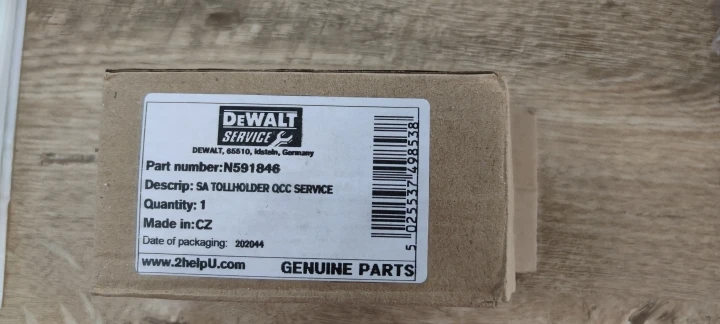 DEWALT
SERVICE
DEWALT, 65510, Idstein, Germany
Part number:N591846
Descrip: SA TOLLHOLDER QCC SERVICE
Quantity: 1
Made in:CZ
Date of packaging: 202044
www.2helpU.com
GENUINE PARTS
5 025537 498538